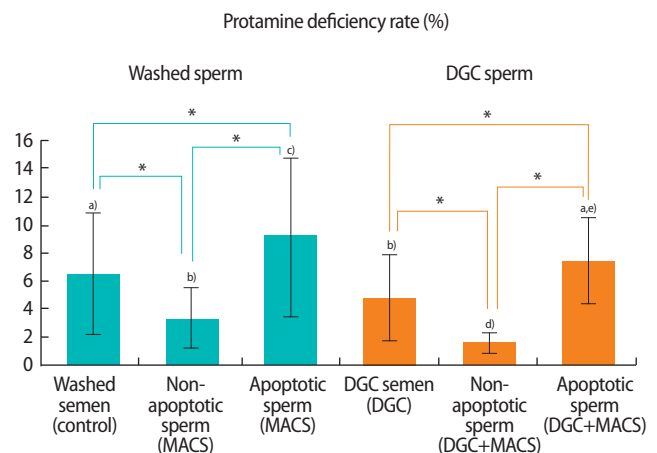 Protamine deficiency rate (%)
Washed sperm
DGC sperm
*
*
*
*
*
*
16
14
12
10
8
6
4
2
0
a)
b)
c)
b)
d)
a,e)
Washed
semen
(control)
Non-
apoptotic
sperm
(MACS)
Apoptotic
sperm
(MACS)
DGC semen
(DGC)
Non-
apoptotic
sperm
(DGC+MACS)
Apoptotic
sperm
(DGC+MACS)